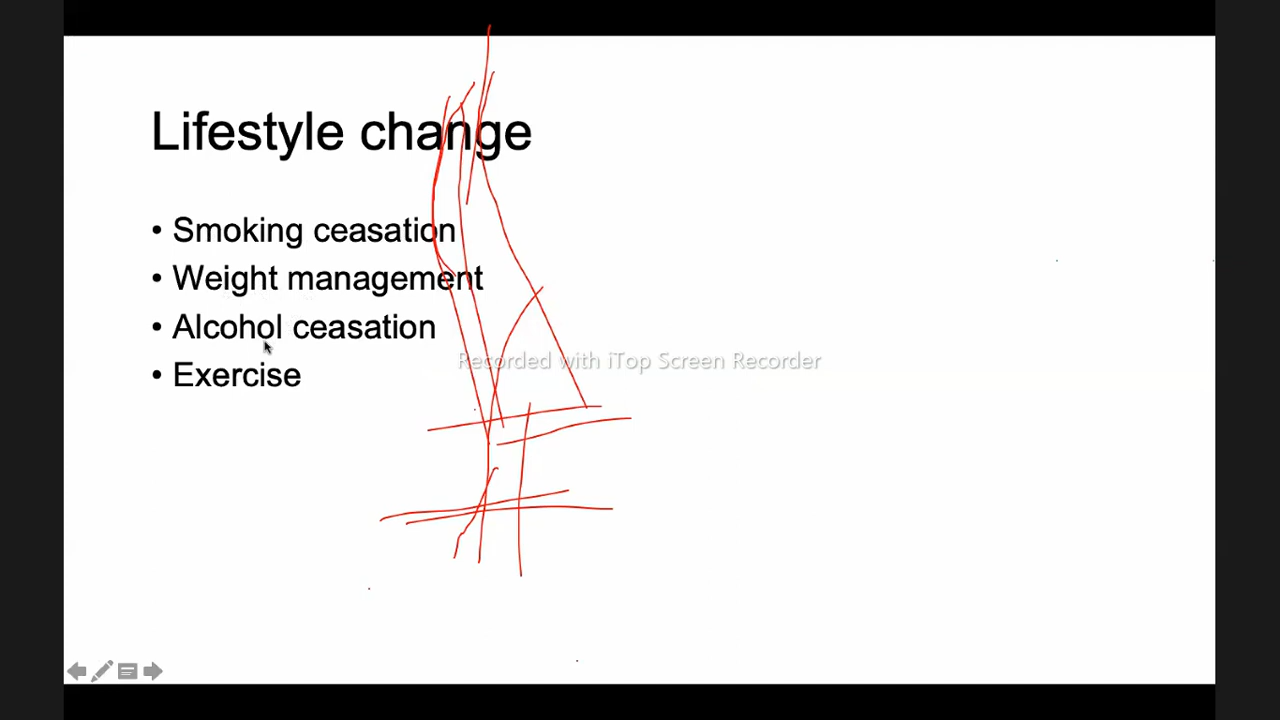 Lifestyle change
• Smoking ceasation
• Weight management
• Alcohol ceasation
Recorded with iTop Screen Recorder
• Exercise